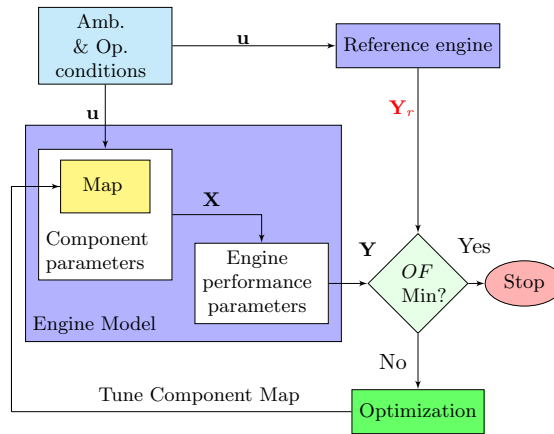 Amb.
& Op.
conditions
u
Reference engine
u
Y_r
Map
X
Component
parameters
Engine
performance
parameters
Engine Model
Y
OF
Min?
Yes
Stop
No
Tune Component Map
Optimization